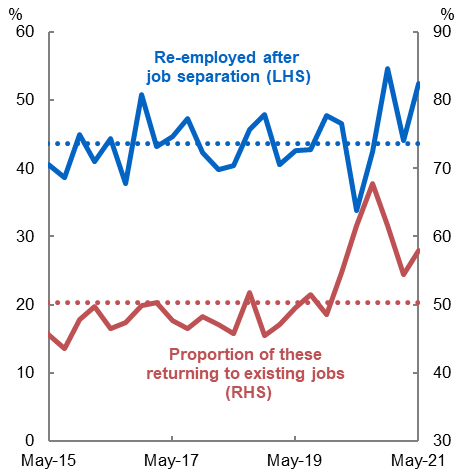 % %
60 90
Re-employed after
job separation (LHS)
50 80
40 70
30 60
20 50
Proportion of these
returning to existing jobs
(RHS)
10 40
0 30
May-15 May-17 May-19 May-21